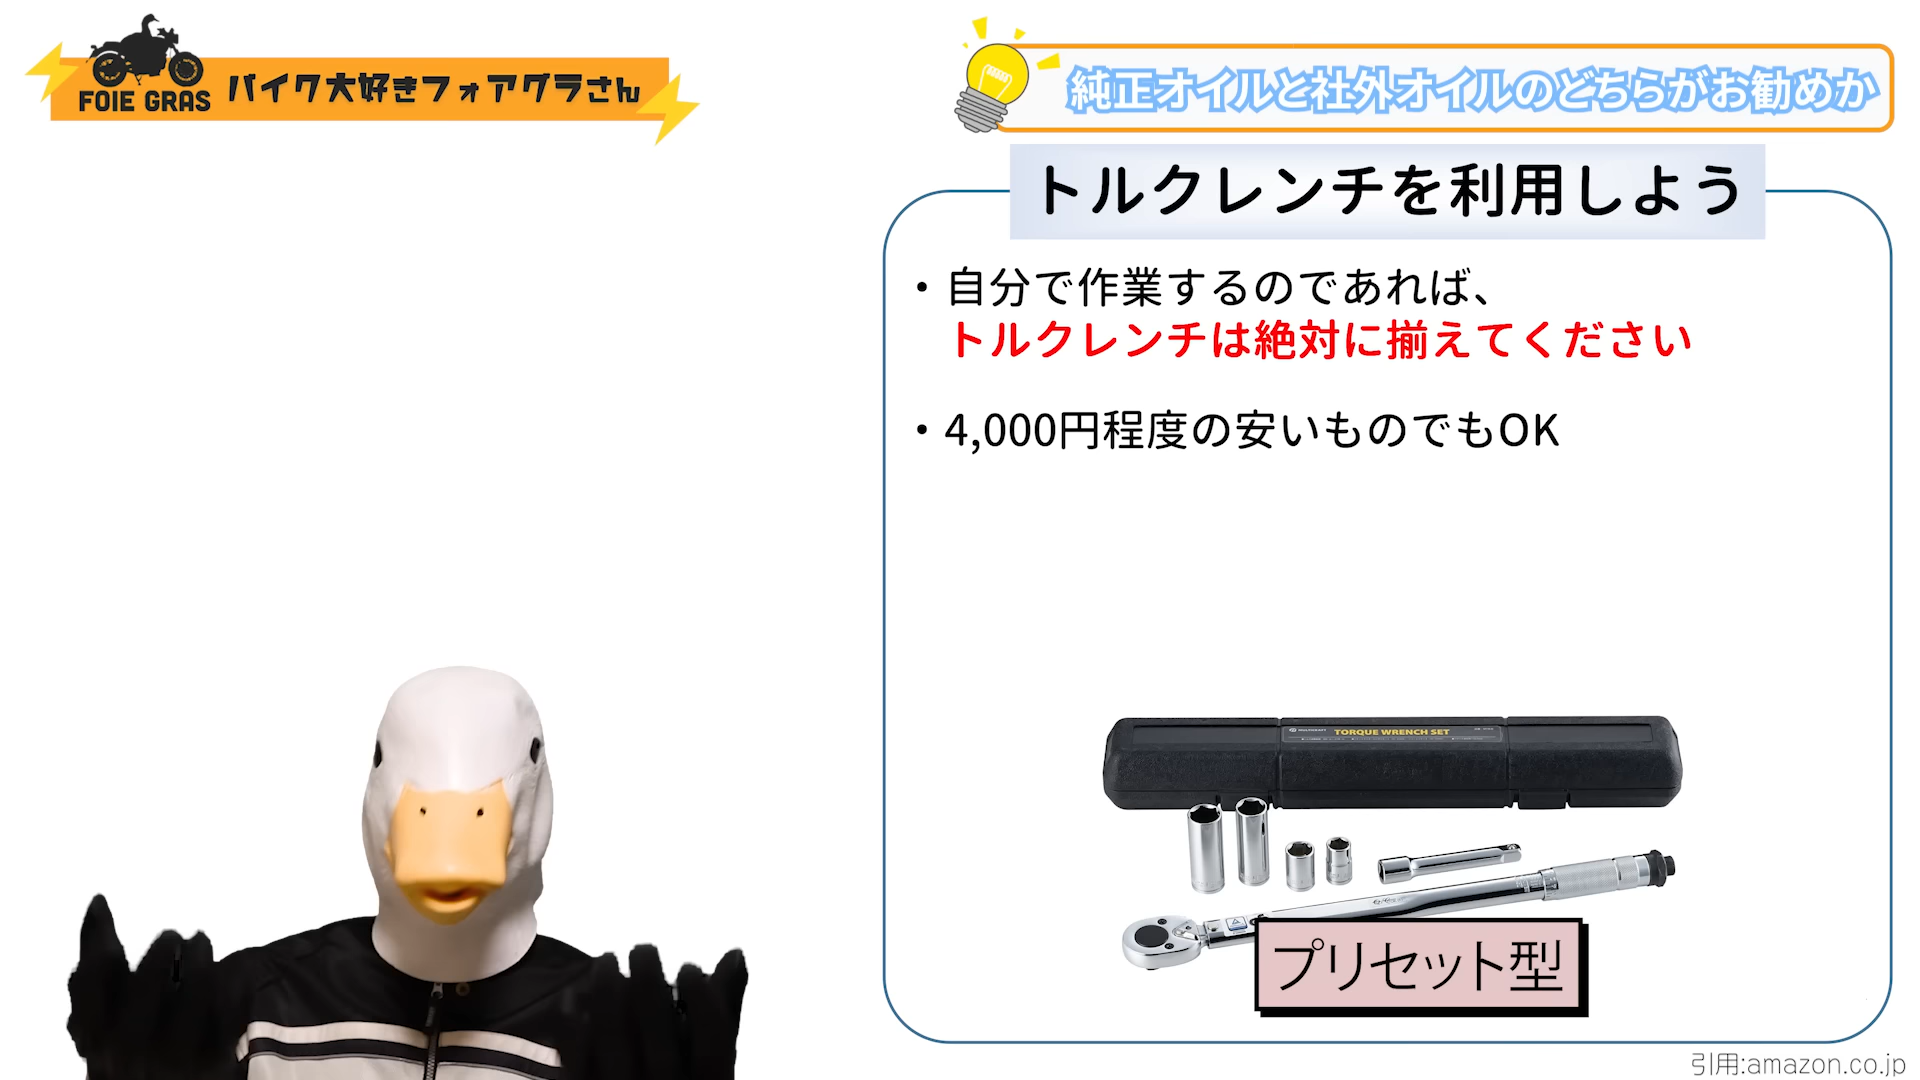 FOIE GRAS
バイク大好きフォアグラさん
純正オイルと社外オイルのどちらがお勧めか
トルクレンチを利用しよう
・自分で作業するのであれば、
トルクレンチは絶対に揃えてください
・4,000円程度の安いものでもOK
TORQUE WRENCH SET
プリセット型
引用:amazon.co.jp